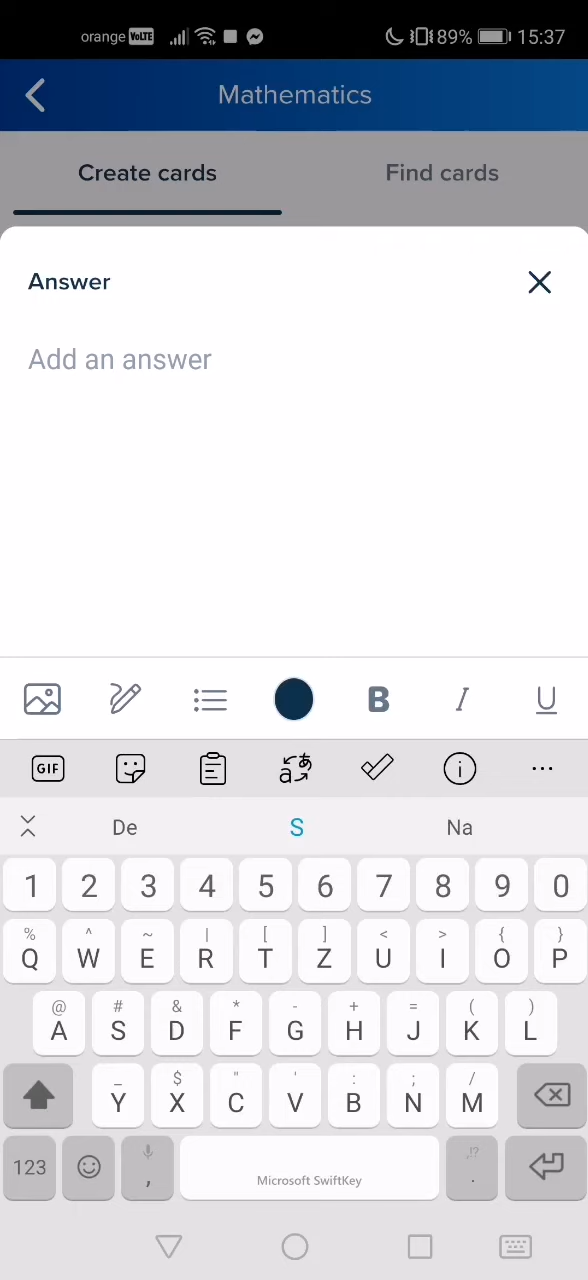 orange VoLTE 89% 15:37
Mathematics
Create cards Find cards
Answer
Add an answer
B I U
GIF
De S Na
1 2 3 4 5 6 7 8 9 0
% ^ ~ | [ ] < > { }
Q W E R T Z U I O P
@ # & * - + = ( )
A S D F G H J K L
_ $ " ' : ; /
Y X C V B N M
123 , Microsoft SwiftKey ,!? .